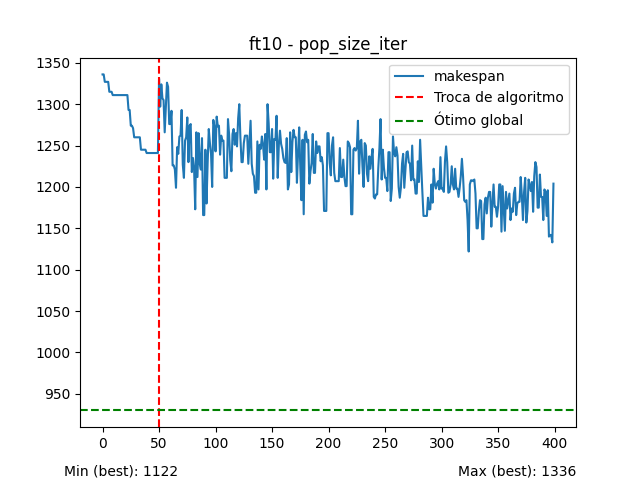 ft10 - pop_size_iter
1350
1300
1250
1200
1150
1100
1050
1000
950
makespan
Troca de algoritmo
Ótimo global
0 50 100 150 200 250 300 350 400
Min (best): 1122 Max (best): 1336